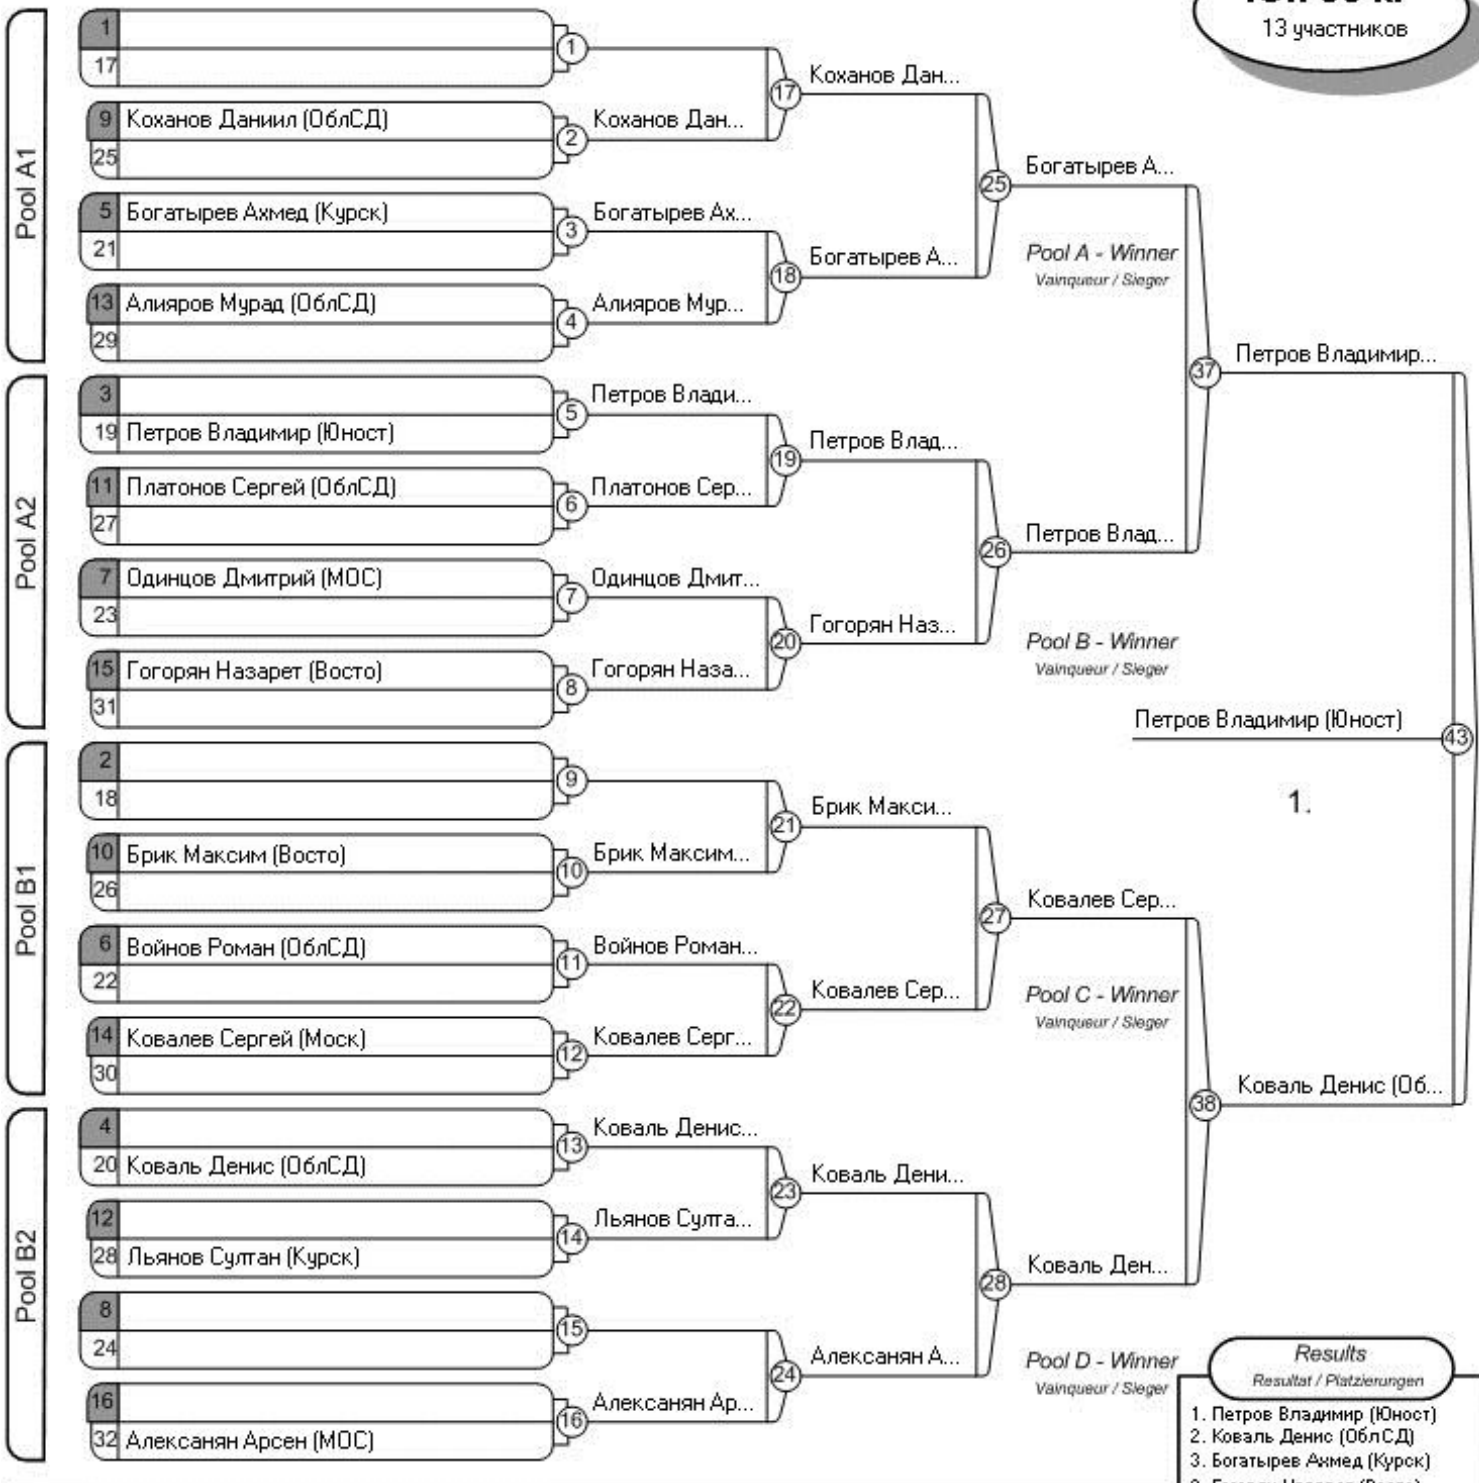 13 участников
Pool A1
1
17
1
9 Коханов Даниил (ОблСД)
25
2
Коханов Дан...
17
Коханов Дан...
5 Богатырев Ахмед (Курск)
21
3
Богатырев Ах...
13 Алияров Мурад (ОблСД)
29
4
Алияров Мур...
18
Богатырев А...
25
Богатырев А...
Pool A - Winner
Vainqueur / Sieger
Pool A2
3
19 Петров Владимир (Юност)
5
Петров Влади...
11 Платонов Сергей (ОблСД)
27
6
Платонов Сер...
19
Петров Влад...
7 Одинцов Дмитрий (МОС)
23
7
Одинцов Дмит...
15 Гогорян Назарет (Восто)
31
8
Гогорян Наза...
20
Гогорян Наз...
26
Петров Влад...
Pool B - Winner
Vainqueur / Sieger
37
Петров Владимир...
Pool B1
2
18
9
10 Брик Максим (Восто)
26
10
Брик Максим...
21
Брик Макси...
6 Войнов Роман (ОблСД)
22
11
Войнов Роман...
14 Ковалев Сергей (Моск)
30
12
Ковалев Серг...
22
Ковалев Сер...
27
Ковалев Сер...
Pool C - Winner
Vainqueur / Sieger
Pool B2
4
20 Коваль Денис (ОблСД)
13
Коваль Денис...
12
28 Льянов Султан (Курск)
14
Льянов Султа...
23
Коваль Дени...
8
24
15
16
32 Алексанян Арсен (МОС)
16
Алексанян Ар...
24
Алексанян А...
28
Коваль Ден...
Pool D - Winner
Vainqueur / Sieger
38
Коваль Денис (Об...
43
Петров Владимир (Юност)
1.
Results
Resultat / Platzierungen
1. Петров Владимир (Юност)
2. Коваль Денис (ОблСД)
3. Богатырев Ахмед (Курск)